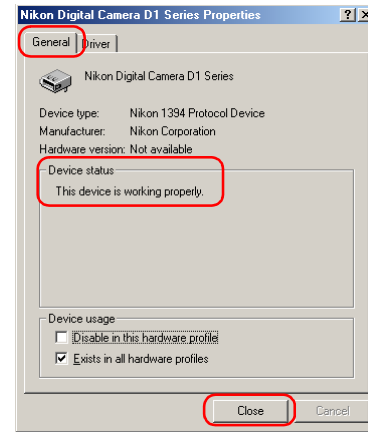 Nikon Digital Camera D1 Series Properties
General Driver
Nikon Digital Camera D1 Series
Device type: Nikon 1394 Protocol Device
Manufacturer: Nikon Corporation
Hardware version: Not available
Device status
This device is working properly.
Device usage
Disable in this hardware profile
Exists in all hardware profiles
Close Cancel